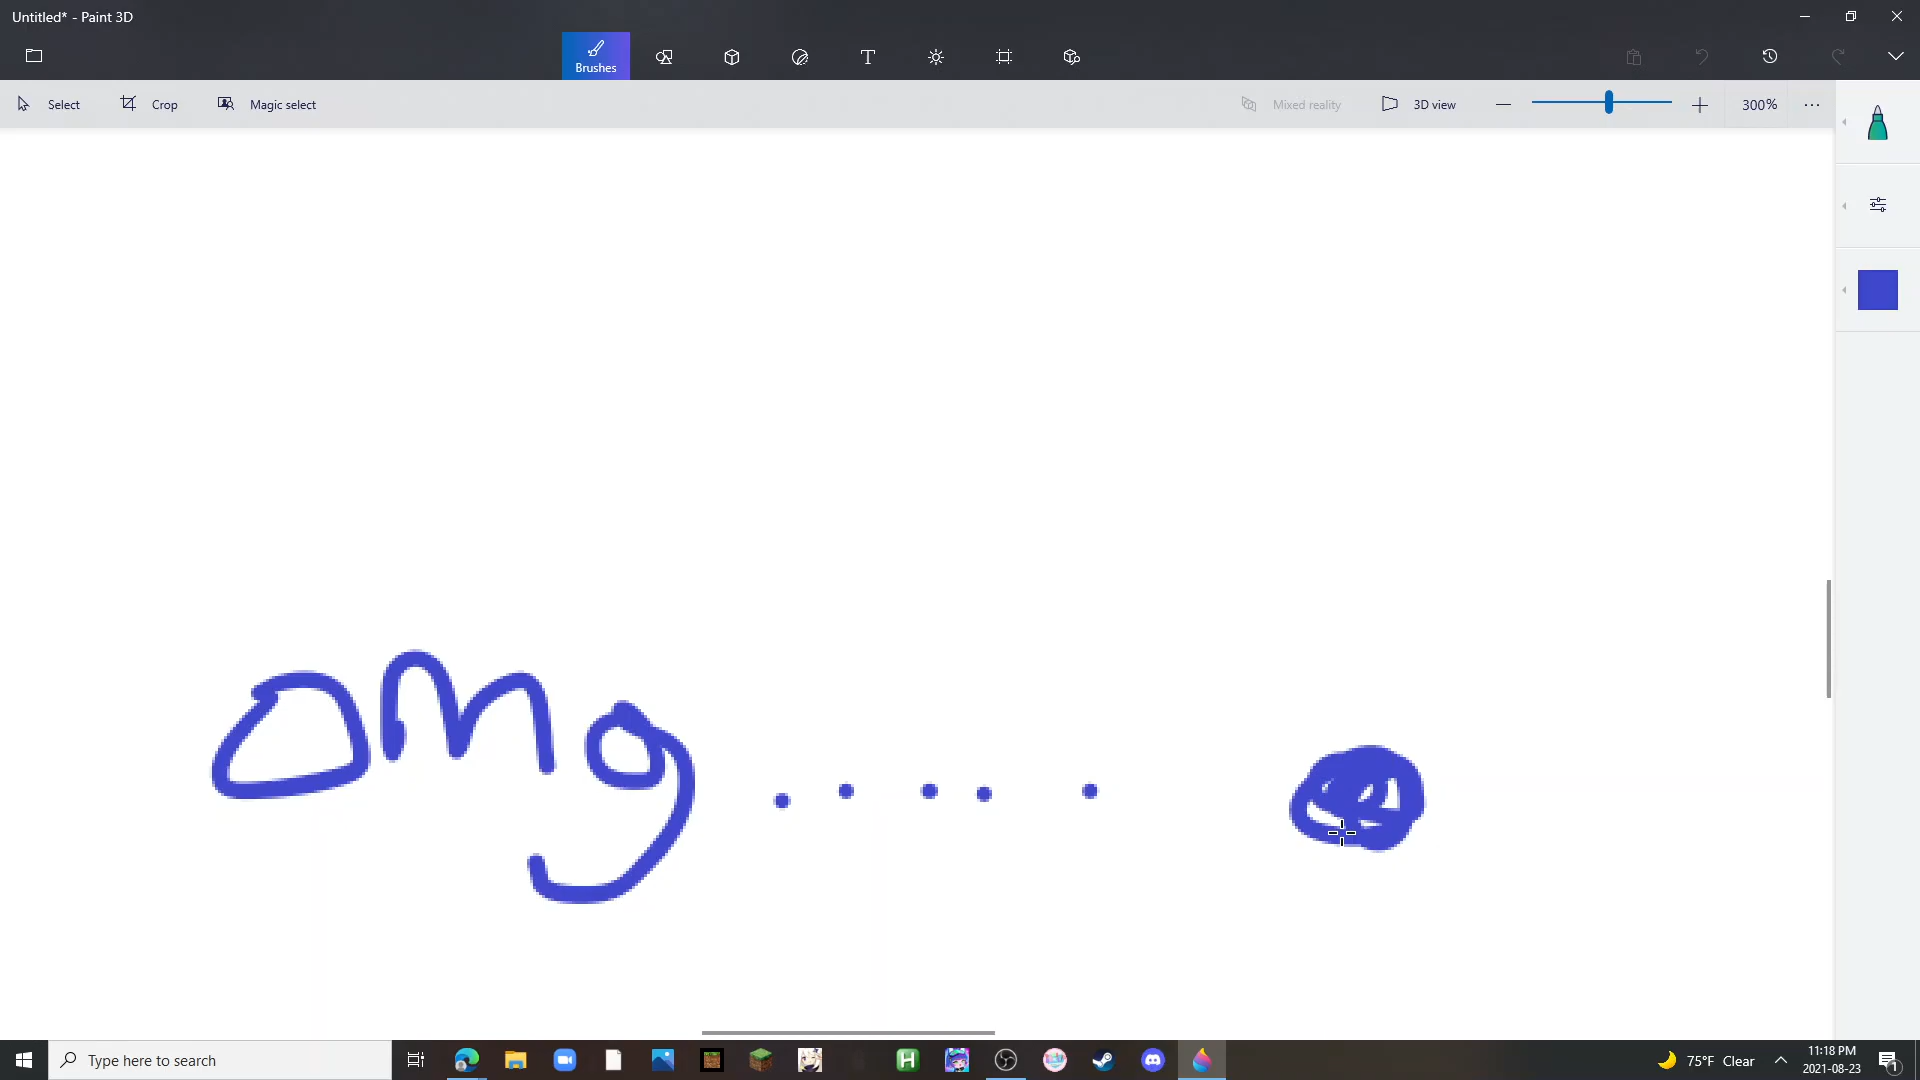 Untitled* - Paint 3D
Brushes
Select Crop Magic select Mixed reality 3D view 300%
omg.....
Type here to search 75°F Clear 11:18 PM
2021-08-23 1